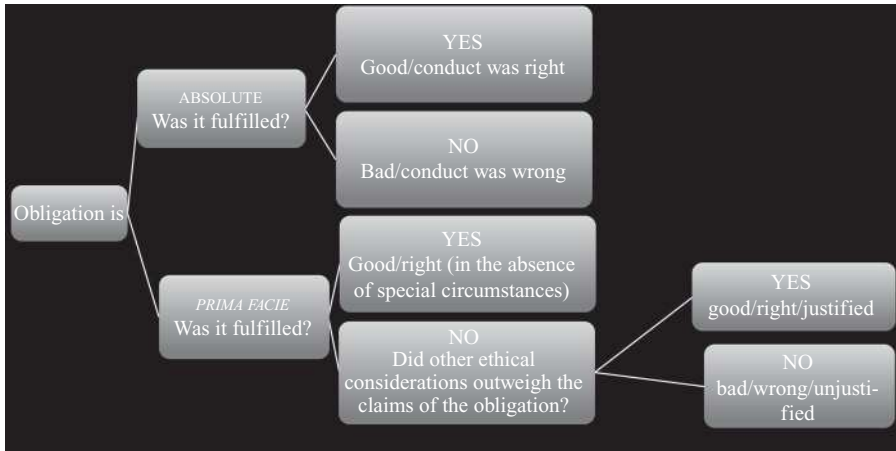 Obligation is
ABSOLUTE
Was it fulfilled?
YES
Good/conduct was right
NO
Bad/conduct was wrong
PRIMA FACIE
Was it fulfilled?
YES
Good/right (in the absence
of special circumstances)
NO
Did other ethical
considerations outweigh the
claims of the obligation?
YES
good/right/justified
NO
bad/wrong/unjusti-
fied